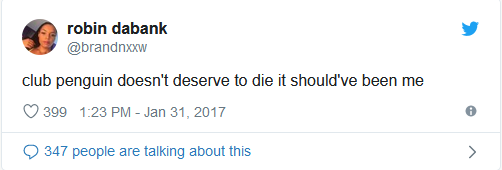 robin dabank
@brandnxxw
club penguin doesn't deserve to die it should've been me
399 1:23 PM - Jan 31, 2017
347 people are talking about this